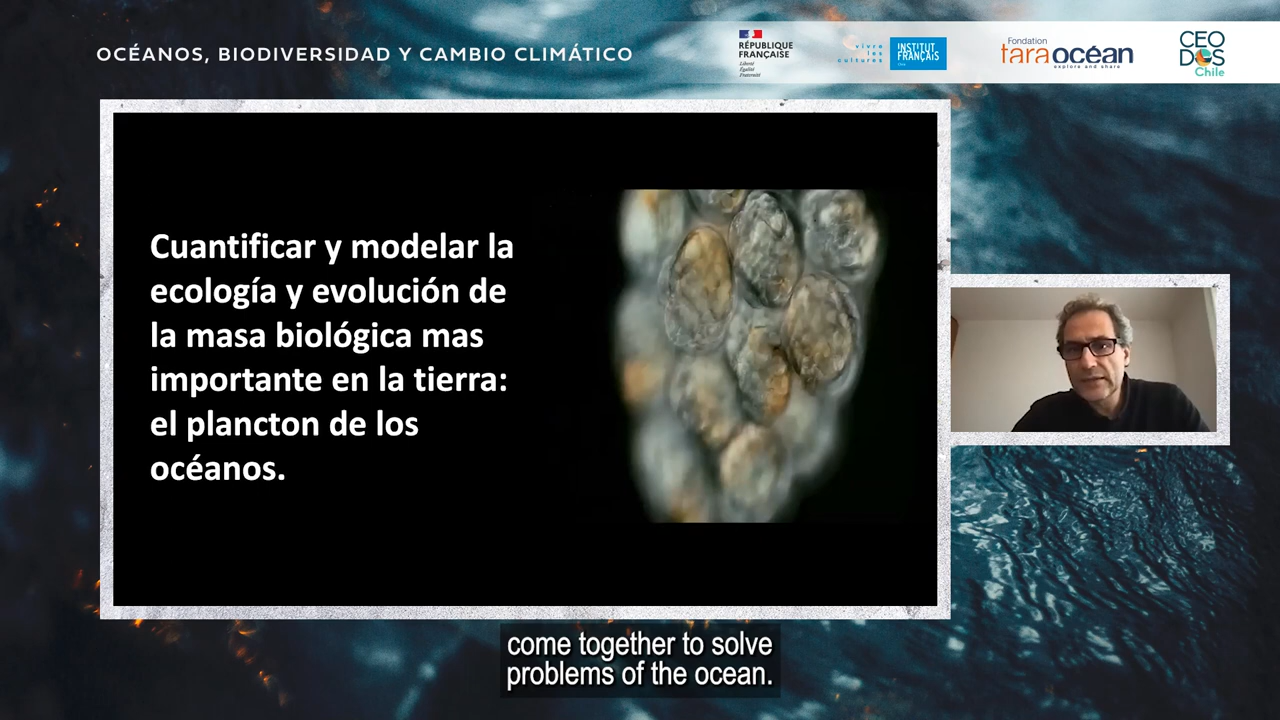 OCÉANOS, BIODIVERSIDAD Y CAMBIO CLIMÁTICO
RÉPUBLIQUE
FRANÇAISE
Liberté
Égalité
Fraternité
vivre
les
cultures
INSTITUT
FRANÇAIS
Fondation
taraocéan
explore and share
CEO
DOS
Chile
Cuantificar y modelar la
ecología y evolución de
la masa biológica mas
importante en la tierra:
el plancton de los
océanos.
come together to solve
problems of the ocean.